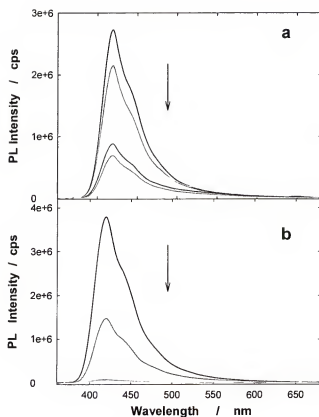 a
3e+6
2e+6
1e+6
0
PL Intensity / cps
b
4e+6
3e+6
2e+6
1e+6
0
PL Intensity / cps
400 450 500 550 600 650
Wavelength / nm